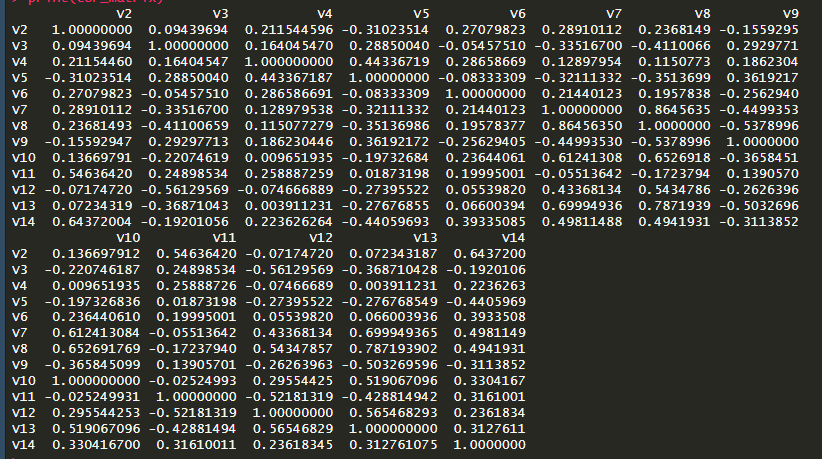 V2 V3 V4 V5 V6 V7 V8 V9
V2 1.00000000 0.09439694 0.211544596 -0.31023514 0.27079823 0.28910112 0.2368149 -0.1559295
V3 0.09439694 1.00000000 0.164045470 0.28850040 -0.05457510 -0.33516700 -0.4110066 0.2929771
V4 0.21154460 0.16404547 1.000000000 0.44336719 0.28658669 0.12897954 0.1150773 0.1862304
V5 -0.31023514 0.28850040 0.443367187 1.00000000 -0.08333309 -0.32111332 -0.3513699 0.3619217
V6 0.27079823 -0.05457510 0.286586691 -0.08333309 1.00000000 0.21440123 0.1957838 -0.2562940
V7 0.28910112 -0.33516700 0.128979538 -0.32111332 0.21440123 1.00000000 0.8645635 -0.4499353
V8 0.23681493 -0.41100659 0.115077279 -0.35136986 0.19578377 0.86456350 1.0000000 -0.5378996
V9 -0.15592947 0.29297713 0.186230446 0.36192172 -0.25629405 -0.44993530 -0.5378996 1.0000000
V10 0.13669791 -0.22074619 0.009651935 -0.19732684 0.23644061 0.61241308 0.6526918 -0.3658451
V11 0.54636420 0.24898534 0.258887259 0.01873198 0.19995001 -0.05513642 -0.1723794 0.1390570
V12 -0.07174720 -0.56129569 -0.074666889 -0.27395522 0.05539820 0.43368134 0.5434786 -0.2626396
V13 0.07234319 -0.36871043 0.003911231 -0.27676855 0.06600394 0.69994936 0.7871939 -0.5032696
V14 0.64372004 -0.19201056 0.223626264 -0.44059693 0.39335085 0.49811488 0.4941931 -0.3113852
V10 V11 V12 V13 V14
V2 0.136697912 0.54636420 -0.07174720 0.072343187 0.6437200
V3 -0.220746187 0.24898534 -0.56129569 -0.368710428 -0.1920106
V4 0.009651935 0.25888726 -0.07466689 0.003911231 0.2236263
V5 -0.197326836 0.01873198 -0.27395522 -0.276768549 -0.4405969
V6 0.236440610 0.19995001 0.05539820 0.066003936 0.3933508
V7 0.612413084 -0.05513642 0.43368134 0.699949365 0.4981149
V8 0.652691769 -0.17237940 0.54347857 0.787193902 0.4941931
V9 -0.365845099 0.13905701 -0.26263963 -0.503269596 -0.3113852
V10 1.000000000 -0.02524993 0.29554425 0.519067096 0.3304167
V11 -0.025249931 1.00000000 -0.52181319 -0.428814942 0.3161001
V12 0.295544253 -0.52181319 1.00000000 0.565468293 0.2361834
V13 0.519067096 -0.42881494 0.56546829 1.000000000 0.3127611
V14 0.330416700 0.31610011 0.23618345 0.312761075 1.0000000